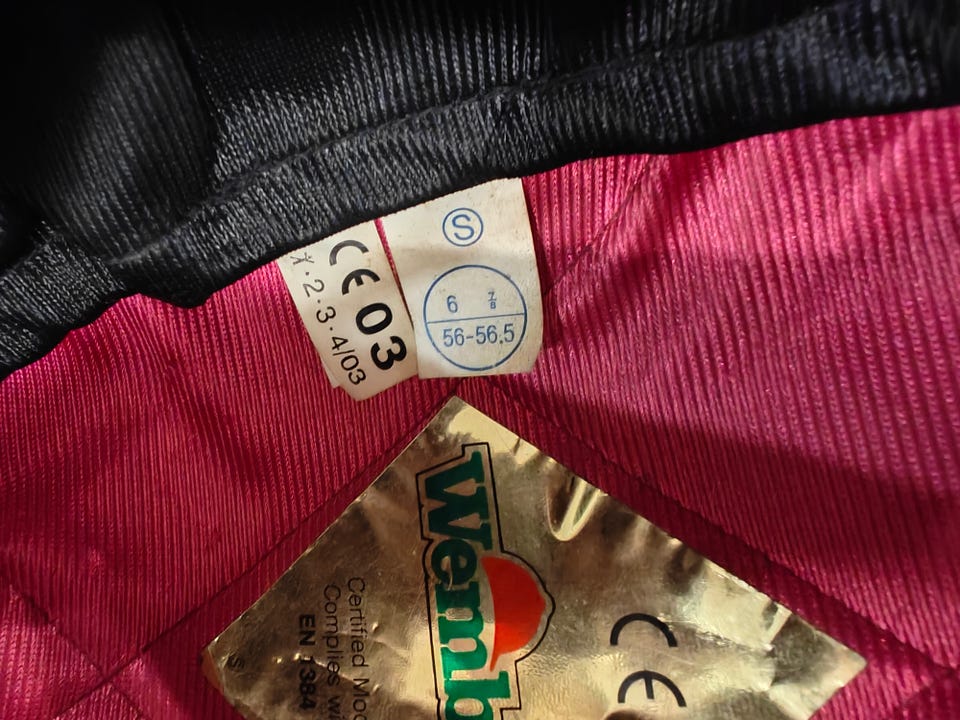 S
6 7/8
56-56.5
CE 03
·2·3·4/03
Wemb
CE
Certified Mod
Complies wi
EN 1384
S